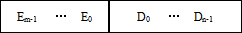 Eₘ₋₁ ⋯ E₀ D₀ ⋯ Dₙ₋₁